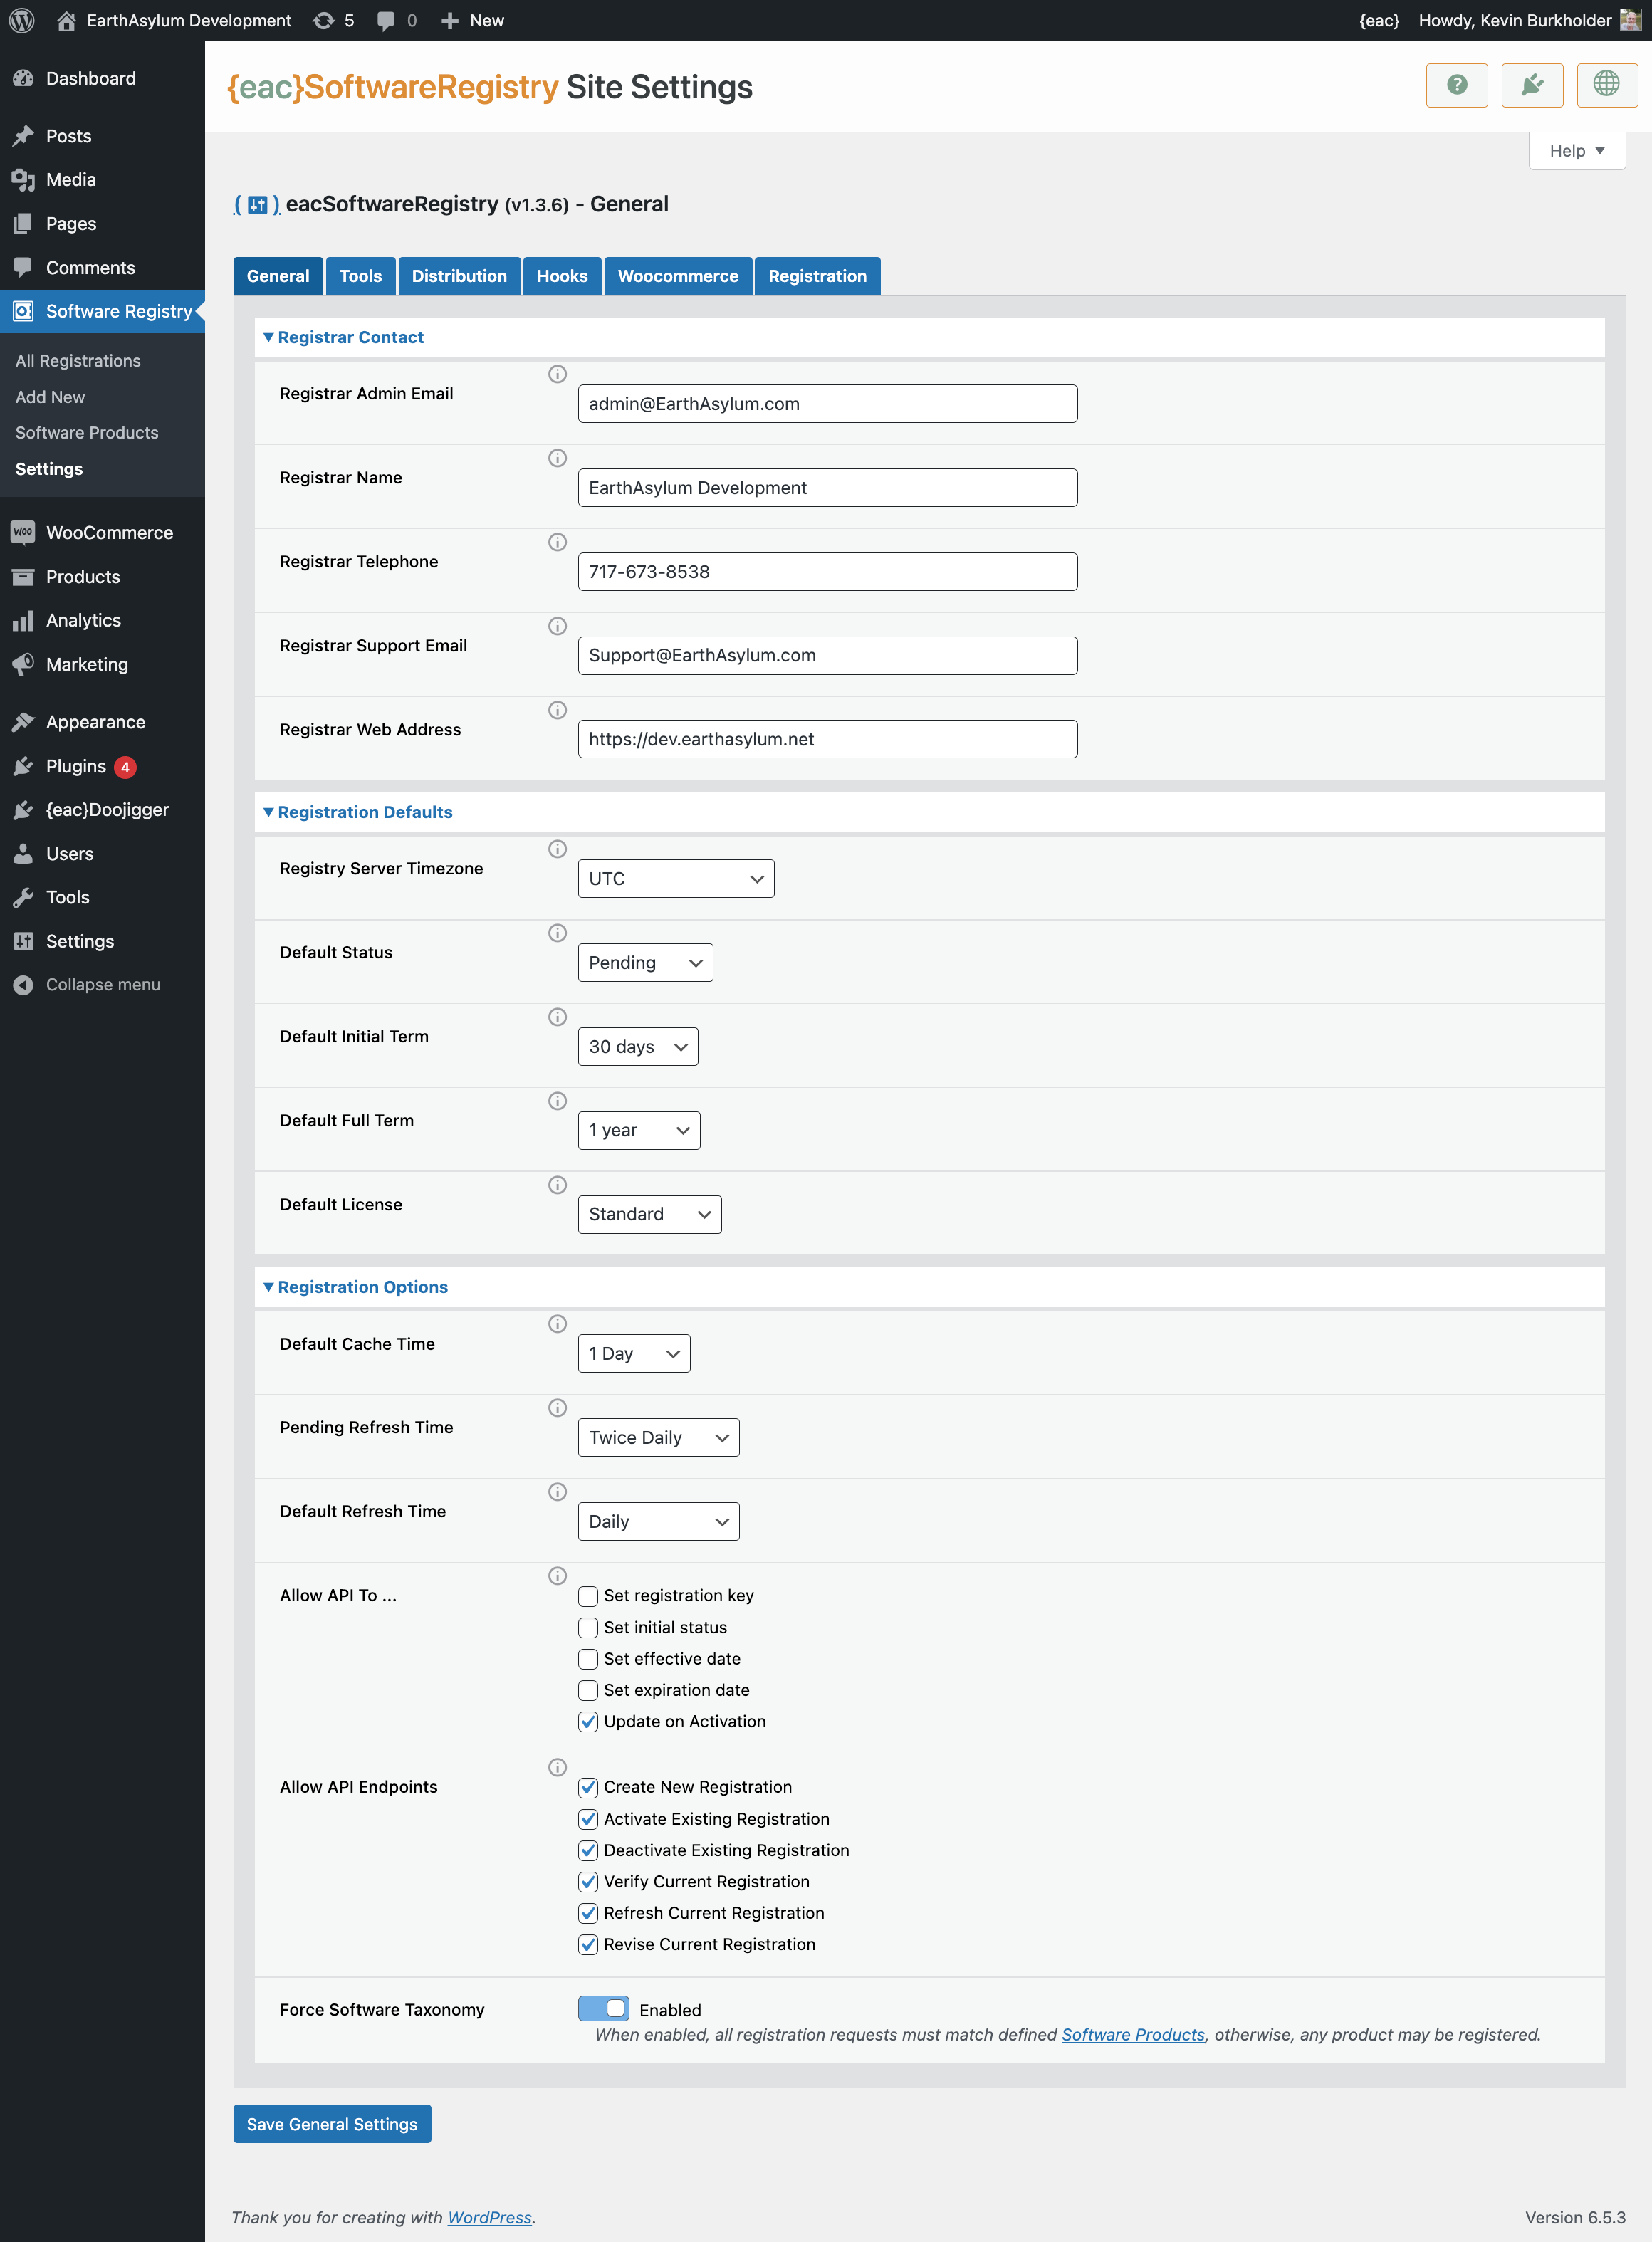 EarthAsylum Development 5 0 New {eac} Howdy, Kevin Burkholder
Dashboard
Posts
Media
Pages
Comments
Software Registry
All Registrations
Add New
Software Products
Settings
WooCommerce
Products
Analytics
Marketing
Appearance
Plugins 4
{eac}Doojigger
Users
Tools
Settings
Collapse menu
{eac}SoftwareRegistry Site Settings
Help
( ) eacSoftwareRegistry (v1.3.6) - General
General Tools Distribution Hooks Woocommerce Registration
Registrar Contact
Registrar Admin Email admin@EarthAsylum.com
Registrar Name EarthAsylum Development
Registrar Telephone 717-673-8538
Registrar Support Email Support@EarthAsylum.com
Registrar Web Address https://dev.earthasylum.net
Registration Defaults
Registry Server Timezone UTC
Default Status Pending
Default Initial Term 30 days
Default Full Term 1 year
Default License Standard
Registration Options
Default Cache Time 1 Day
Pending Refresh Time Twice Daily
Default Refresh Time Daily
Allow API To ... Set registration key
Set initial status
Set effective date
Set expiration date
Update on Activation
Allow API Endpoints Create New Registration
Activate Existing Registration
Deactivate Existing Registration
Verify Current Registration
Refresh Current Registration
Revise Current Registration
Force Software Taxonomy Enabled
When enabled, all registration requests must match defined Software Products, otherwise, any product may be registered.
Save General Settings
Thank you for creating with WordPress. Version 6.5.3